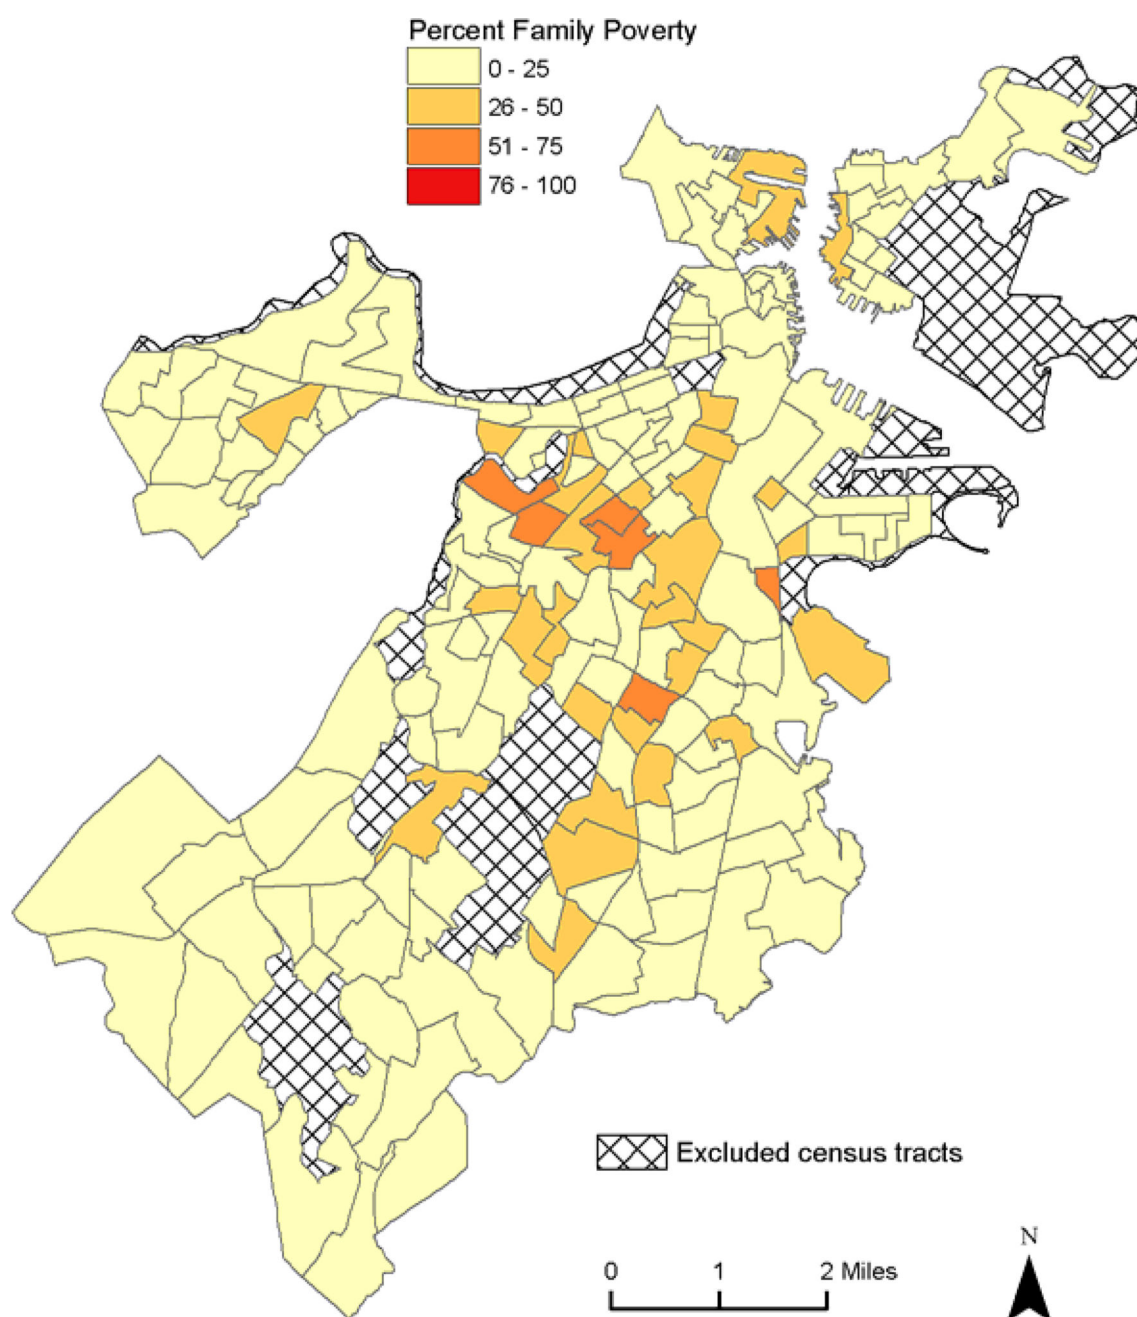 Percent Family Poverty
0 - 25
26 - 50
51 - 75
76 - 100
Excluded census tracts
N
0 1 2 Miles